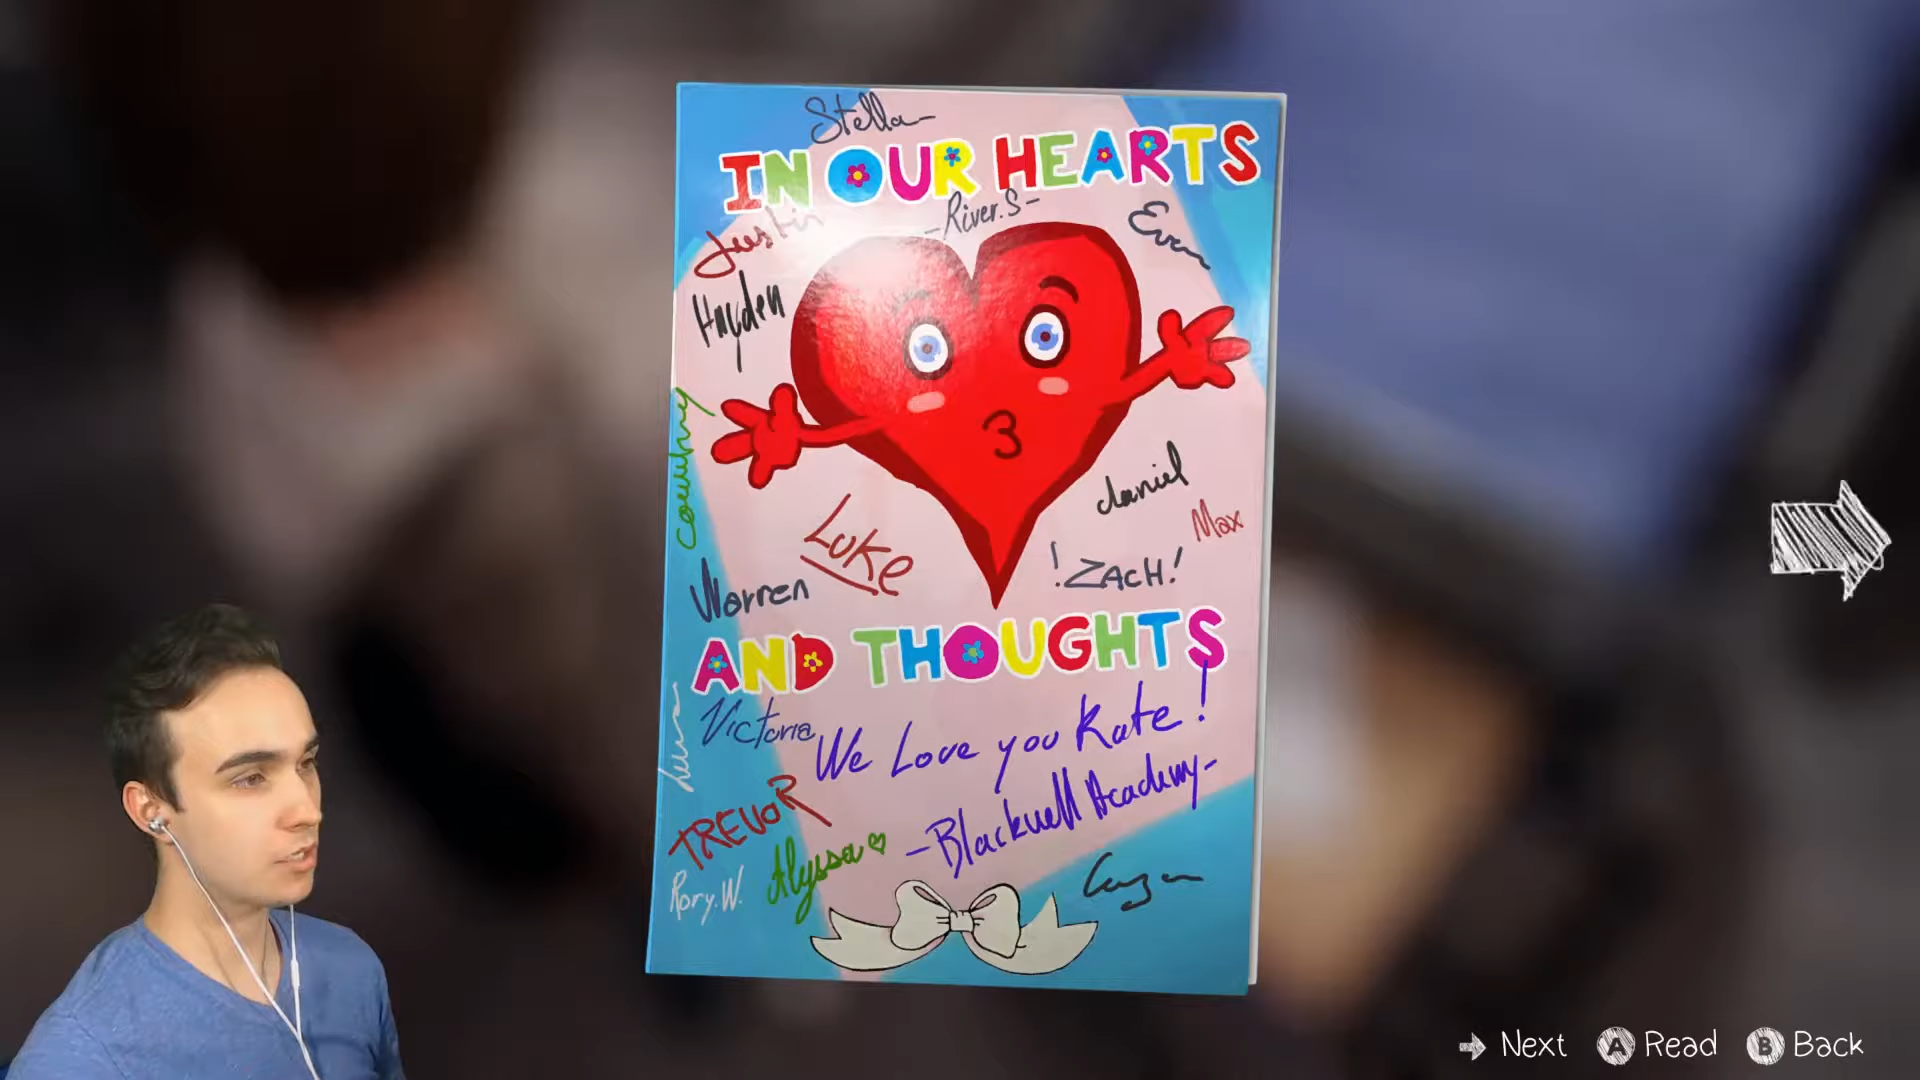 Stella
IN OUR HEARTS
Justin
-River.S-
Evan
Hayden
Courtney
daniel
Max
Luke
!ZACH!
Warren
AND THOUGHTS
Victoria
We Love you Kate!
-Blackwell Academy-
TREVOR
Alyssa
Rory.W.
Next
A Read
B Back